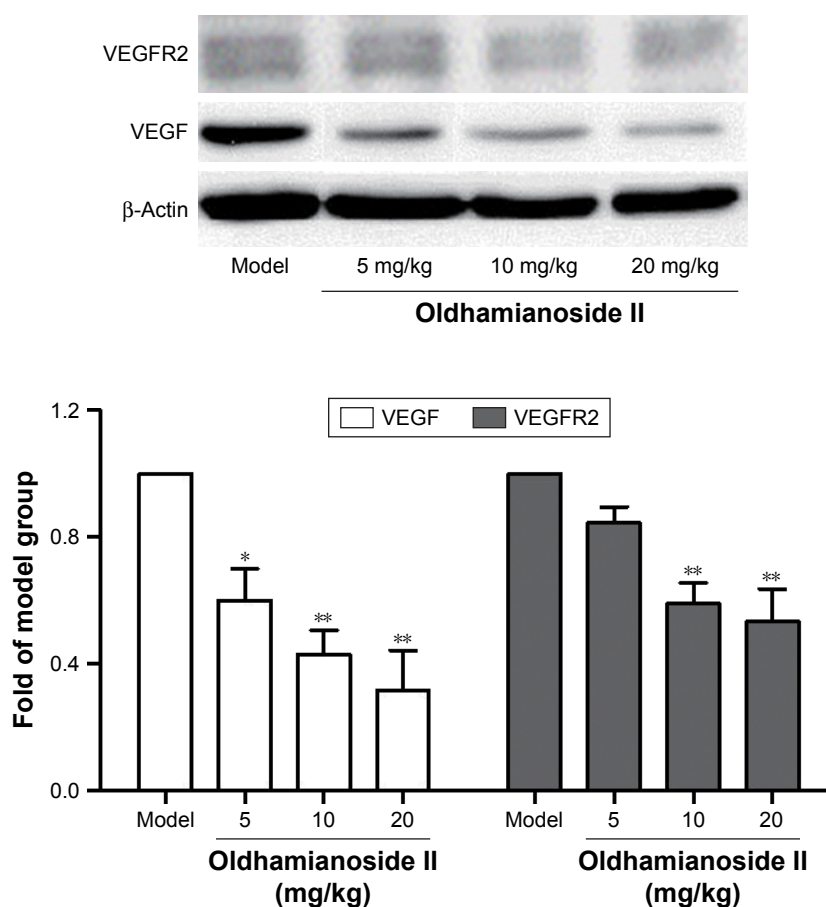 VEGFR2
VEGF
β-Actin
Model 5 mg/kg 10 mg/kg 20 mg/kg
Oldhamianoside II
1.2
VEGF VEGFR2
0.8
0.4
0.0
Fold of model group
*
**
**
**
**
Model 5 10 20 Model 5 10 20
Oldhamianoside II Oldhamianoside II
(mg/kg) (mg/kg)